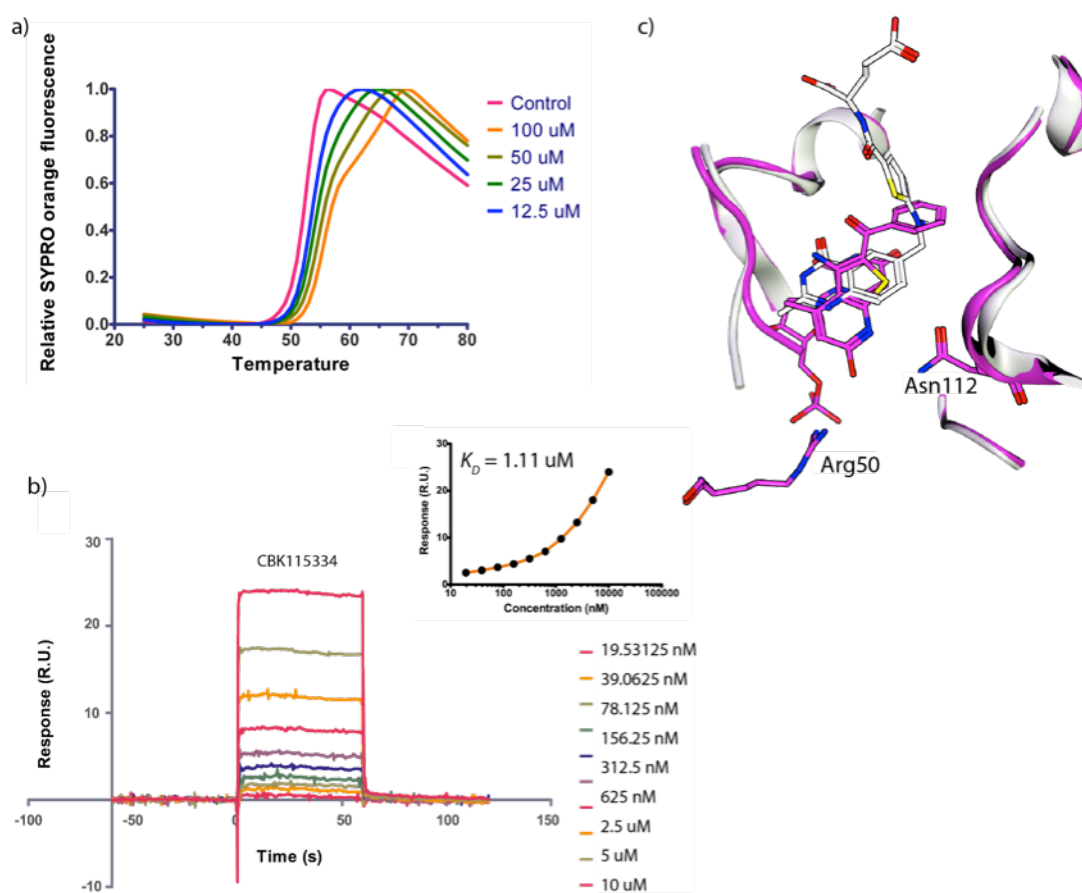 a)
Relative SYPRO orange fluorescence
1.0
0.8
0.6
0.4
0.2
0.0
20 30 40 50 60 70 80
Temperature
Control
100 uM
50 uM
25 uM
12.5 uM
c)
Asn112
Arg50
b)
Response (R.U.)
30
20
10
0
-10
-100 -50 0 50 100 150
Time (s)
CBK115334
Response (R.U.)
30
20
10
0
10 100 1000 10000 100000
Concentration (nM)
K_D = 1.11 uM
19.53125 nM
39.0625 nM
78.125 nM
156.25 nM
312.5 nM
625 nM
2.5 uM
5 uM
10 uM